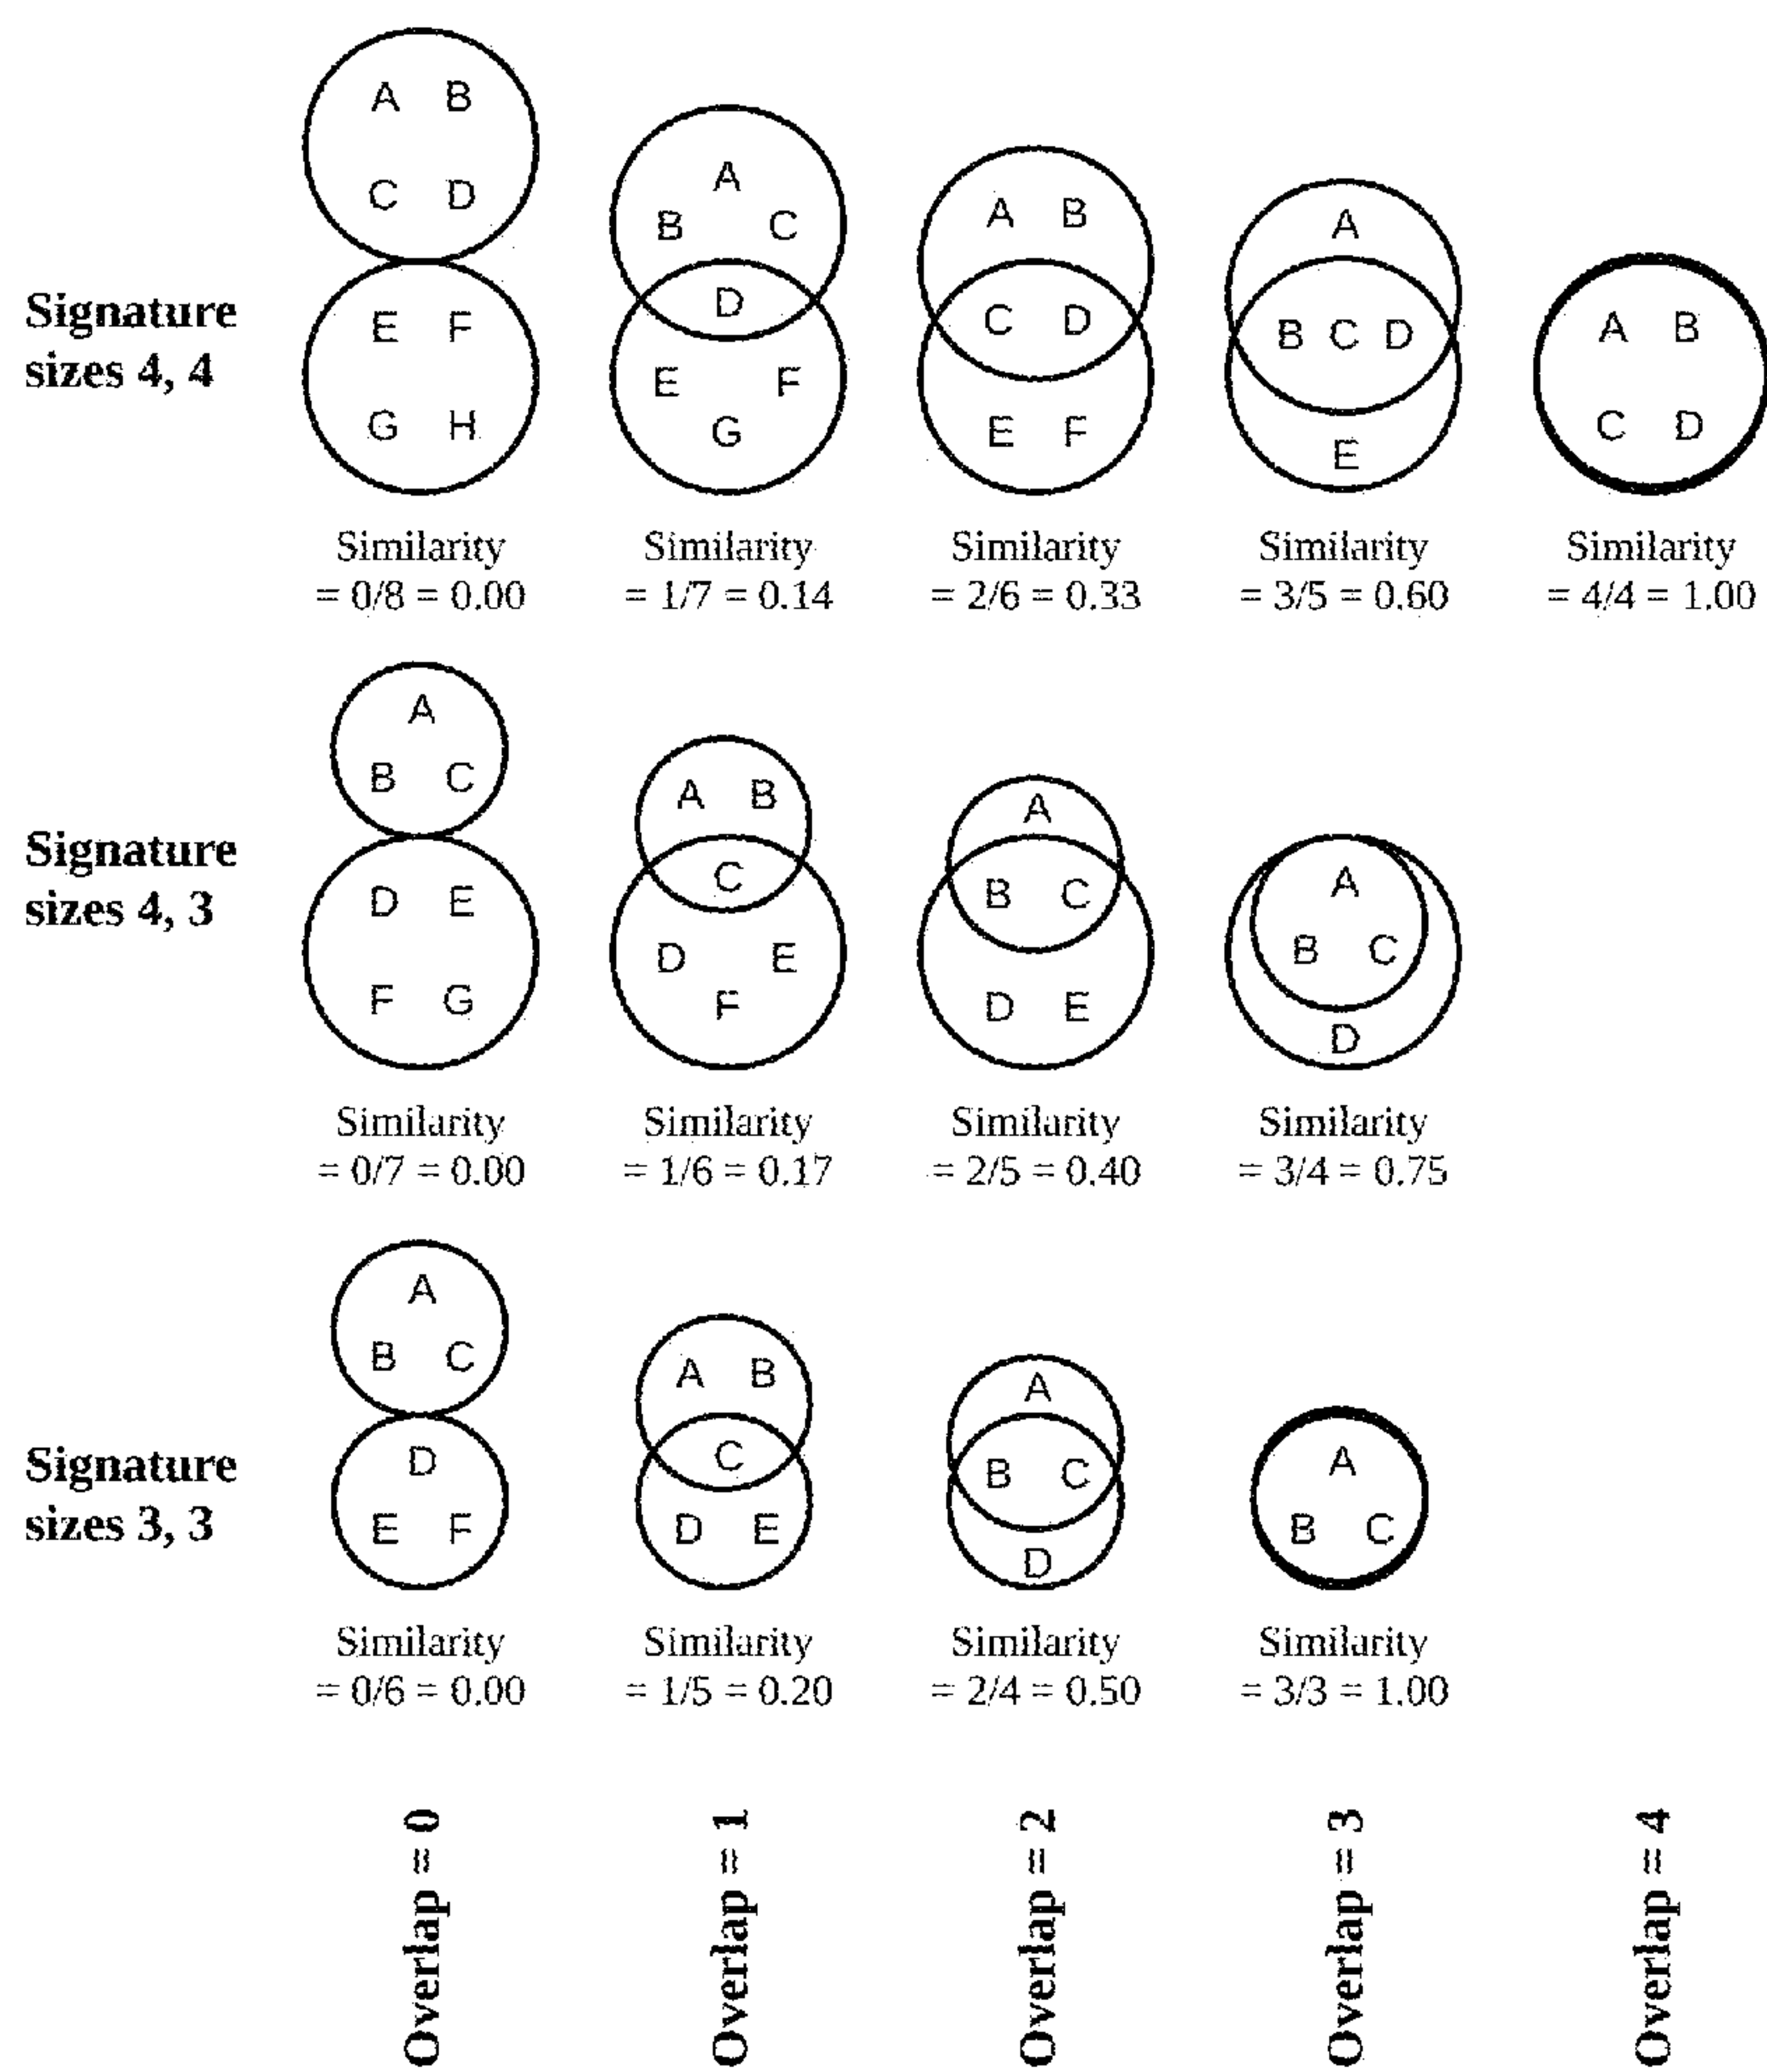 A B
C D
E F
G H
Similarity
= 0/8 = 0.00
A
B C
D
E F
G
Similarity
= 1/7 = 0.14
A B
C D
E F
Similarity
= 2/6 = 0.33
A
B C D
E
Similarity
= 3/5 = 0.60
A B
C D
Similarity
= 4/4 = 1.00
Signature
sizes 4, 4
A
B C
D E
F G
Similarity
= 0/7 = 0.00
A B
C
D E
F
Similarity
= 1/6 = 0.17
A
B C
D E
Similarity
= 2/5 = 0.40
A
B C
D
Similarity
= 3/4 = 0.75
Signature
sizes 4, 3
A
B C
D
E F
Similarity
= 0/6 = 0.00
A B
C
D E
Similarity
= 1/5 = 0.20
A
B C
D
Similarity
= 2/4 = 0.50
A
B C
Similarity
= 3/3 = 1.00
Signature
sizes 3, 3
Overlap = 0
Overlap = 1
Overlap = 2
Overlap = 3
Overlap = 4